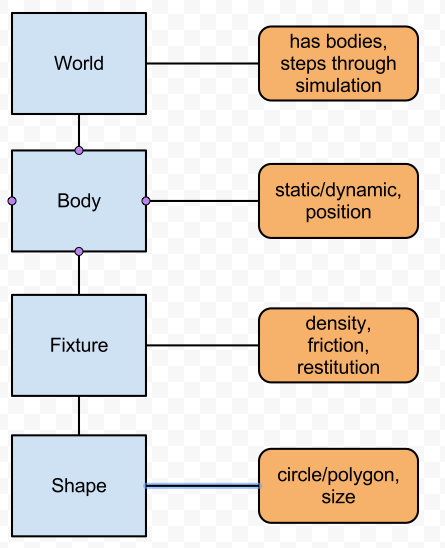 World
has bodies,
steps through
simulation
Body
static/dynamic,
position
Fixture
density,
friction,
restitution
Shape
circle/polygon,
size